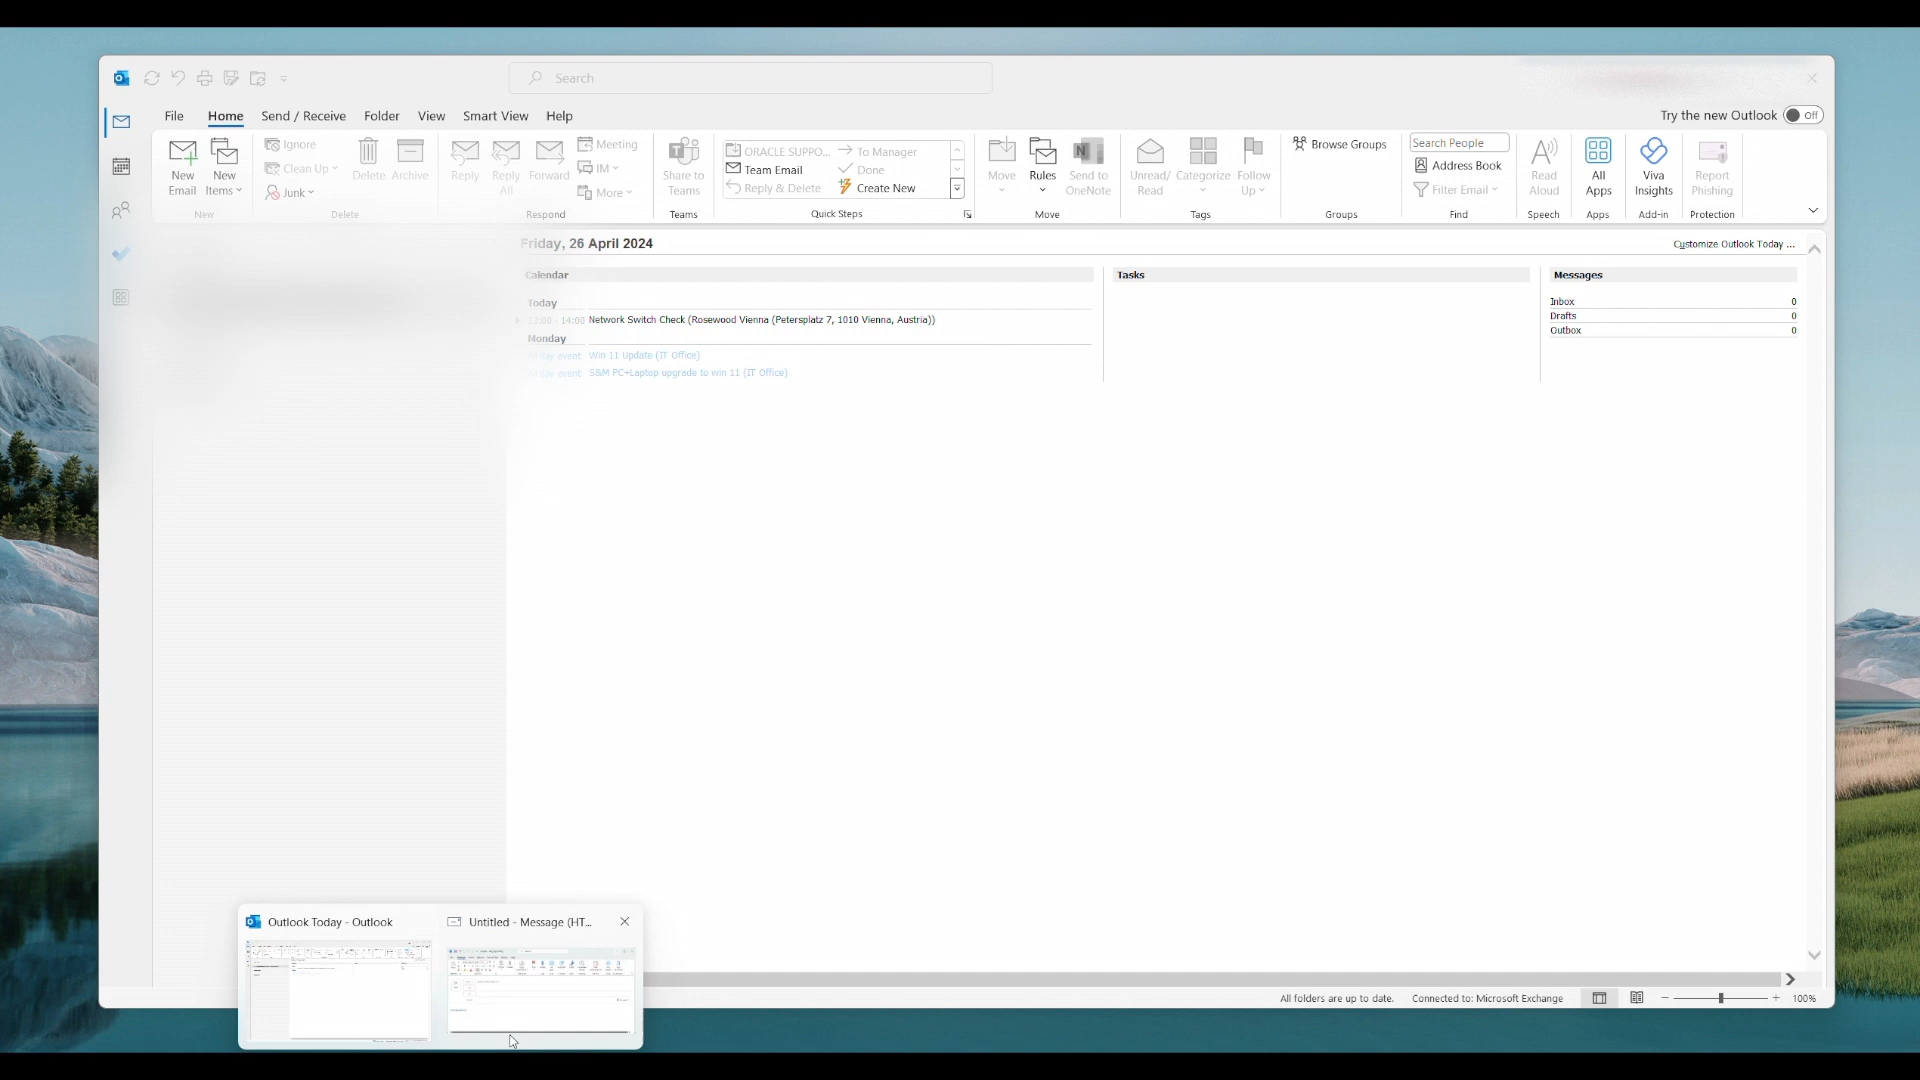 Search
File Home Send / Receive Folder View Smart View Help
Try the new Outlook Off
New Email
New Items
New
Ignore
Clean Up
Junk
Delete
Archive
Delete
Reply
Reply All
Forward
Meeting
IM
More
Respond
Share to Teams
Teams
ORACLE SUPPO...
Team Email
Reply & Delete
To Manager
Done
Create New
Quick Steps
Move
Rules
Send to OneNote
Move
Unread/ Read
Categorize
Follow Up
Tags
Browse Groups
Groups
Search People
Address Book
Filter Email
Find
Read Aloud
Speech
All Apps
Apps
Viva Insights
Add-in
Report Phishing
Protection
Friday, 26 April 2024
Customize Outlook Today ...
Calendar
Today
14:00 Network Switch Check (Rosewood Vienna (Petersplatz 7, 1010 Vienna, Austria))
Monday
All day event Win 11 Update (IT Office)
All day event S&M PC+Laptop upgrade to win 11 (IT Office)
Tasks
Messages
Inbox 0
Drafts 0
Outbox 0
Outlook Today - Outlook
Untitled - Message (HT...
All folders are up to date. Connected to: Microsoft Exchange 100%